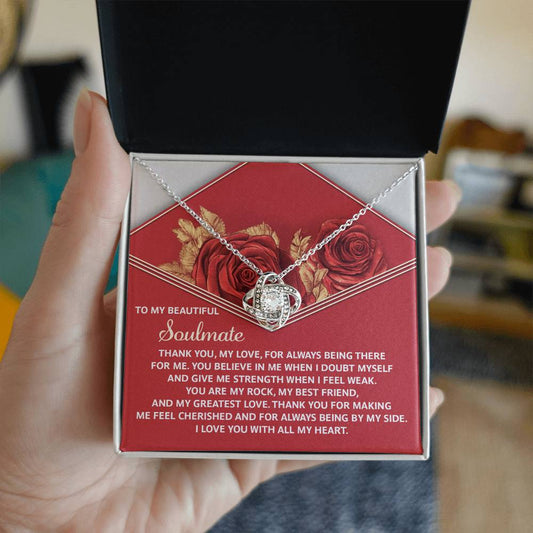 TO MY BEAUTIFUL
Soulmate
THANK YOU, MY LOVE, FOR ALWAYS BEING THERE
FOR ME. YOU BELIEVE IN ME WHEN I DOUBT MYSELF
AND GIVE ME STRENGTH WHEN I FEEL WEAK.
YOU ARE MY ROCK, MY BEST FRIEND,
AND MY GREATEST LOVE. THANK YOU FOR MAKING
ME FEEL CHERISHED AND FOR ALWAYS BEING BY MY SIDE.
I LOVE YOU WITH ALL MY HEART.